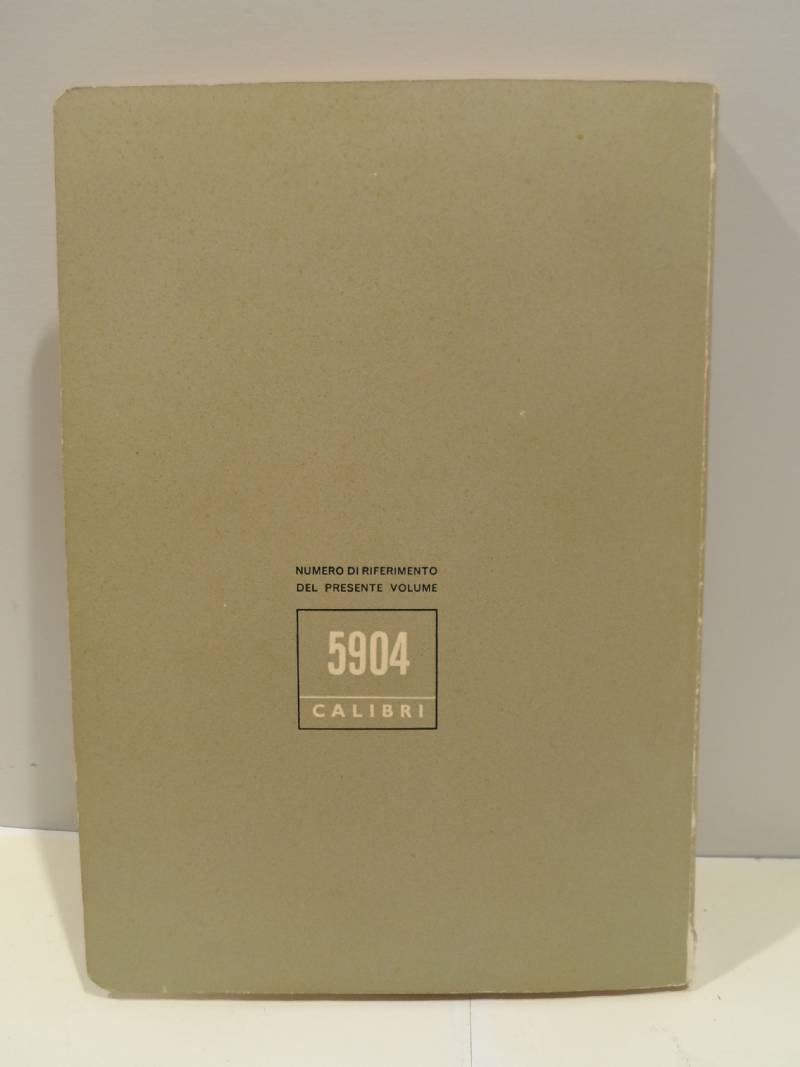 NUMERO DI RIFERIMENTO
DEL PRESENTE VOLUME
5904
CALIBRI